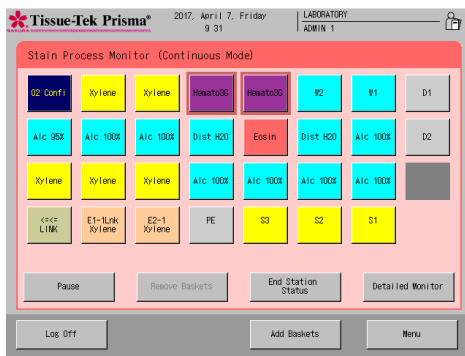 Tissue-Tek Prisma®
SAKURA
2017, April 7, Friday
9 31
LABORATORY
ADMIN 1
Stain Process Monitor (Continuous Mode)
02 Confi
Xylene
Xylene
Hemato3G
Hemato3G
W2
W1
D1
Alc 95%
Alc 100%
Alc 100%
Dist H2O
Eosin
Dist H2O
Alc 100%
D2
Xylene
Xylene
Xylene
Alc 100%
Alc 100%
Alc 100%
Alc 100%
<=<=
LINK
E1-1Lnk
Xylene
E2-1
Xylene
PE
S3
S2
S1
Pause
Remove Baskets
End Station
Status
Detailed Monitor
Log Off
Add Baskets
Menu